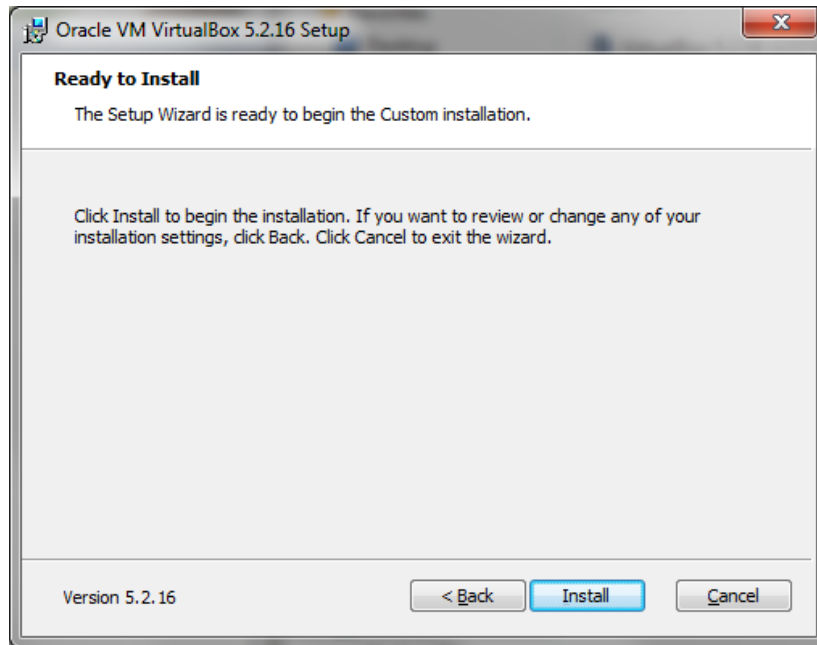 Oracle VM VirtualBox 5.2.16 Setup
Ready to Install
The Setup Wizard is ready to begin the Custom installation.
Click Install to begin the installation. If you want to review or change any of your
installation settings, click Back. Click Cancel to exit the wizard.
Version 5.2.16
< Back
Install
Cancel